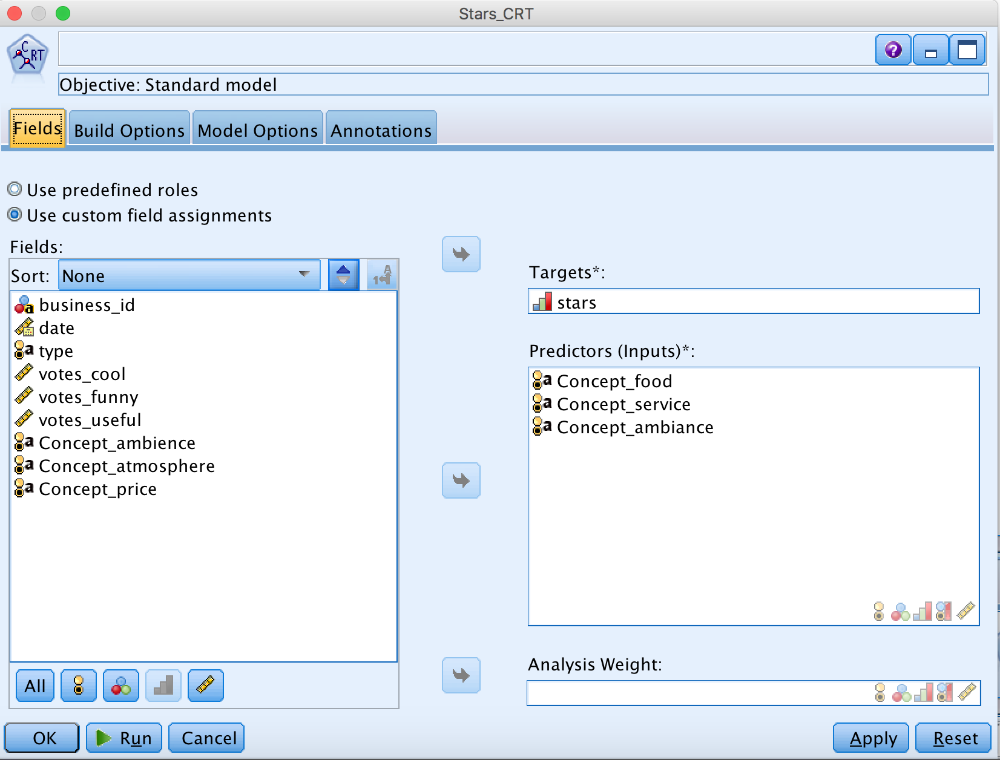 Stars_CRT
C
RT
?
Objective: Standard model
Fields Build Options Model Options Annotations
Use predefined roles
Use custom field assignments
Fields:
Sort: None
A
1
business_id
date
type
votes_cool
votes_funny
votes_useful
Concept_ambience
Concept_atmosphere
Concept_price
All
Targets*:
stars
Predictors (Inputs)*:
Concept_food
Concept_service
Concept_ambiance
Analysis Weight:
OK Run Cancel Apply Reset